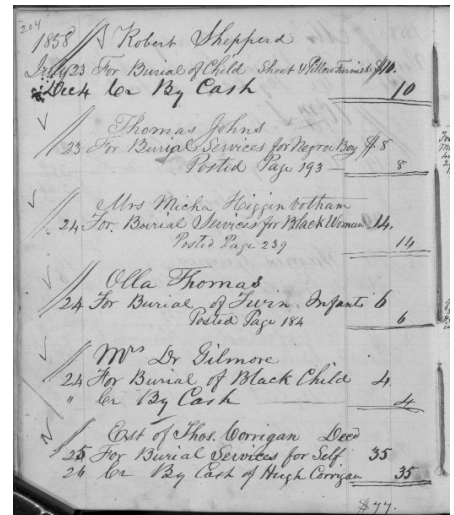 204
1858 Robert Shepperd
July 23 For Burial of Child Sheet & Pillow Furnished $10.
Dec 4 Cr By Cash 10
Thomas Johns
23 For Burial Services for Negro Boy $8
Posted Page 193 8
Mrs Micha Higginbotham
24 For Burial Services for Black Woman 14.
Posted Page 239 14
Olla Thomas
24 For Burial of Twin Infants 6
Posted Page 184 6
Mrs Dr Gilmore
24 For Burial of Black Child 4.
" Cr By Cash 4
Est of Thos. Corrigan Decd
25 For Burial Services for Self 35
26 Cr By Cash of Hugh Corrigan 35
$77.